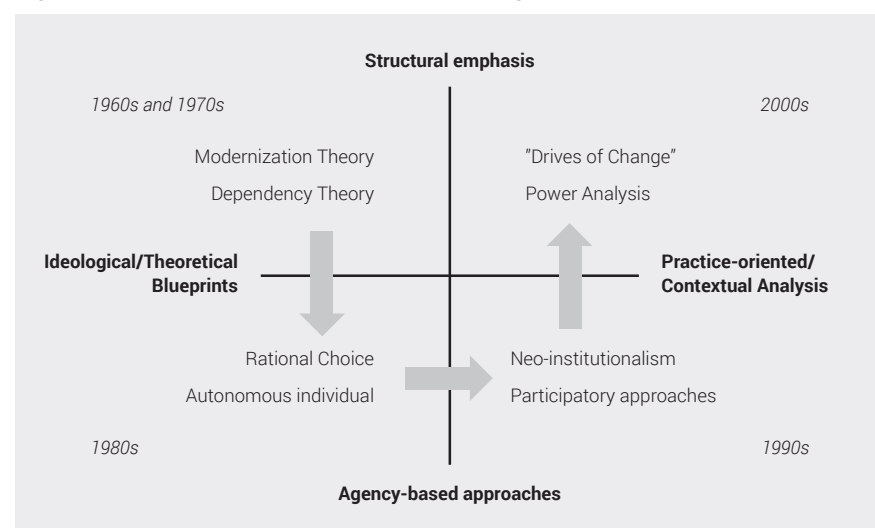 Structural emphasis
1960s and 1970s
2000s
Modernization Theory
Dependency Theory
"Drives of Change"
Power Analysis
Ideological/Theoretical
Blueprints
Practice-oriented/
Contextual Analysis
Rational Choice
Autonomous individual
Neo-institutionalism
Participatory approaches
1980s
1990s
Agency-based approaches